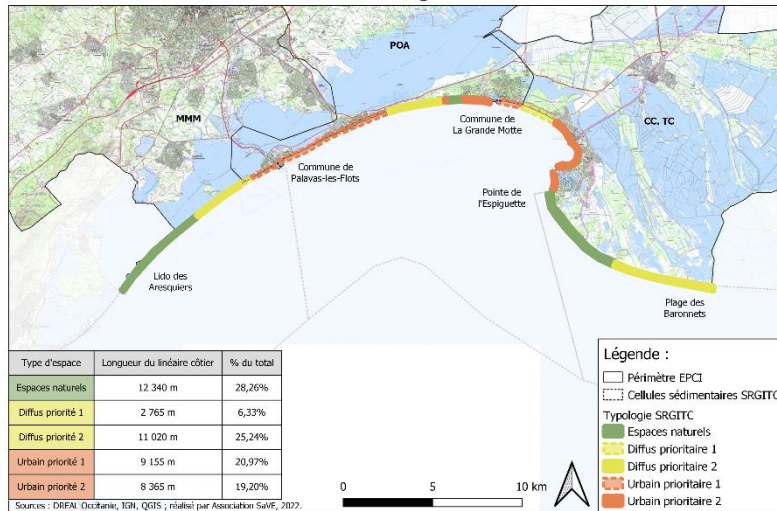 POA
MMM
CC. TC
Commune de
La Grande Motte
Commune de
Palavas-les-Flots
Pointe de
l'Espiguette
Lido des
Aresquiers
Plage des
Baronnets
Type d'espace Longueur du linéaire côtier % du total
Espaces naturels 12 340 m 28,26%
Diffus priorité 1 2 765 m 6,33%
Diffus priorité 2 11 020 m 25,24%
Urbain priorité 1 9 155 m 20,97%
Urbain priorité 2 8 365 m 19,20%
Sources : DREAL Occitanie, IGN, QGIS ; réalisé par Association SaVE, 2022.
0 5 10 km
Légende :
Périmètre EPCI
Cellules sédimentaires SRGITC
Typologie SRGITC
Espaces naturels
Diffus prioritaire 1
Diffus prioritaire 2
Urbain prioritaire 1
Urbain prioritaire 2